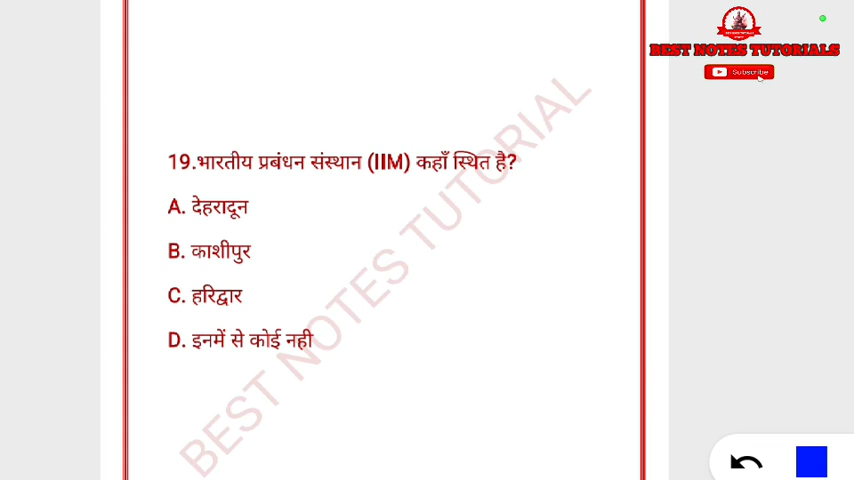 BEST NOTES TUTORIALS
Subscribe
19.भारतीय प्रबंधन संस्थान (IIM) कहाँ स्थित है?
A. देहरादून
B. काशीपुर
C. हरिद्वार
D. इनमें से कोई नही
BEST NOTES TUTORIAL